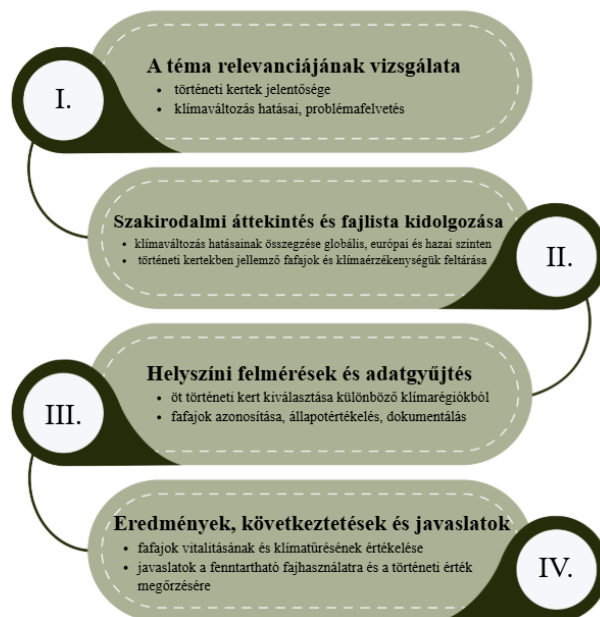 I.
A téma relevanciájának vizsgálata
• történeti kertek jelentősége
• klímaváltozás hatásai, problémafelvetés
Szakirodalmi áttekintés és fajlista kidolgozása
• klímaváltozás hatásainak összegzése globális, európai és hazai szinten
• történeti kertekben jellemző fafajok és klímaérzékenységük feltárása
II.
Helyszíni felmérések és adatgyűjtés
• öt történeti kert kiválasztása különböző klímarégiókból
• fafajok azonosítása, állapotértékelés, dokumentálás
III.
Eredmények, következtetések és javaslatok
• fafajok vitalitásának és klímatűrésének értékelése
• javaslatok a fenntartható fajhasználatra és a történeti érték
megőrzésére
IV.